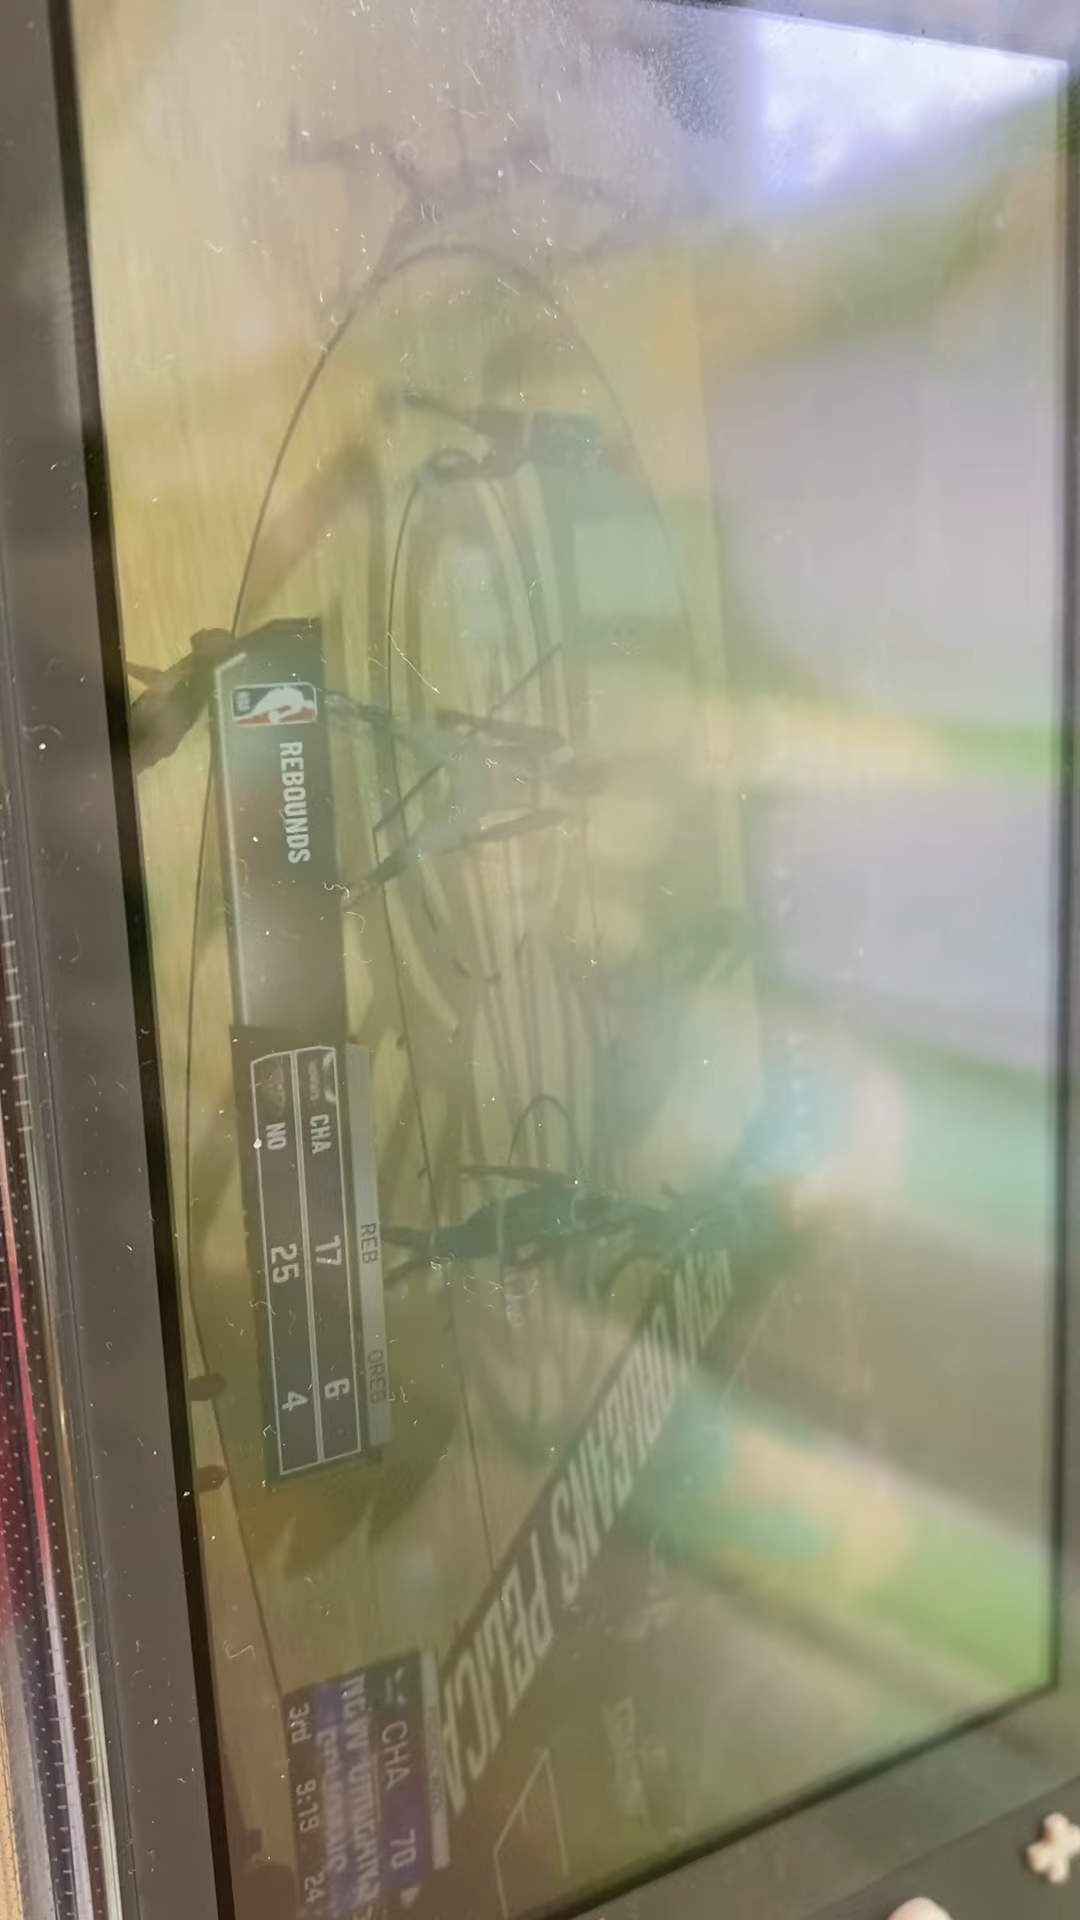 REBOUNDS
REB OREB
CHA 17 6
NO 25 4
NEW ORLEANS PELICA
CHA 70
3rd 9:19 24